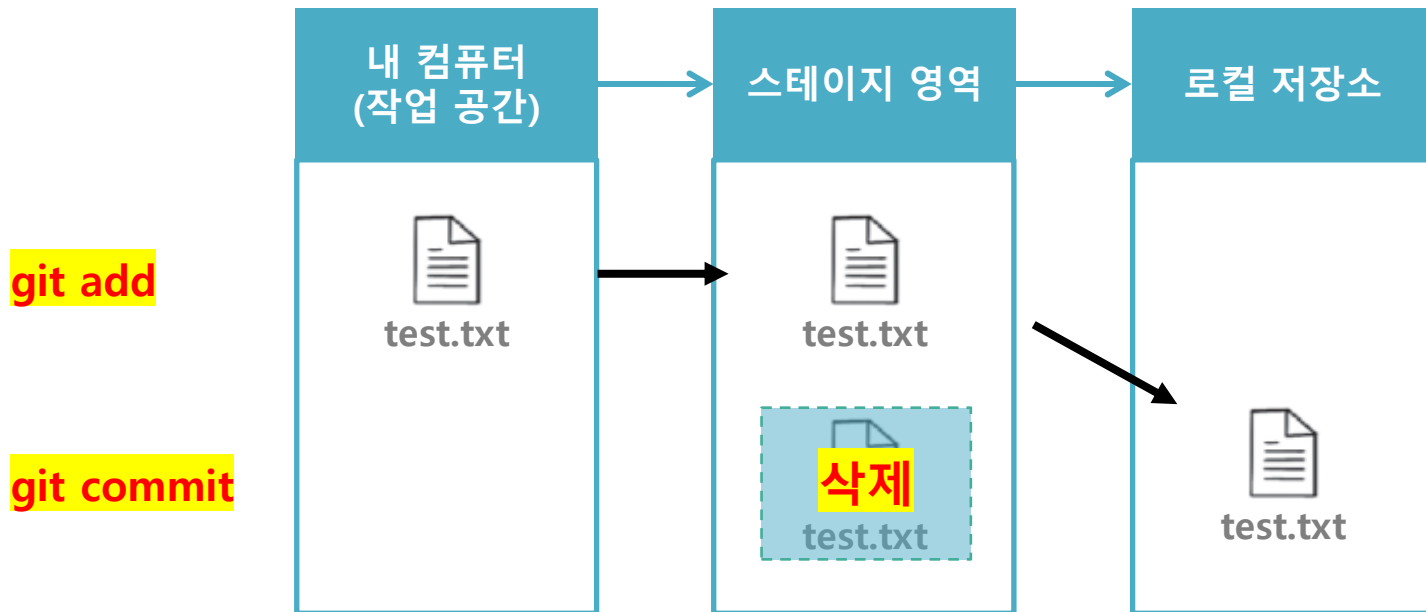 내 컴퓨터
(작업 공간)
스테이지 영역
로컬 저장소
git add
test.txt
test.txt
git commit
삭제
test.txt
test.txt